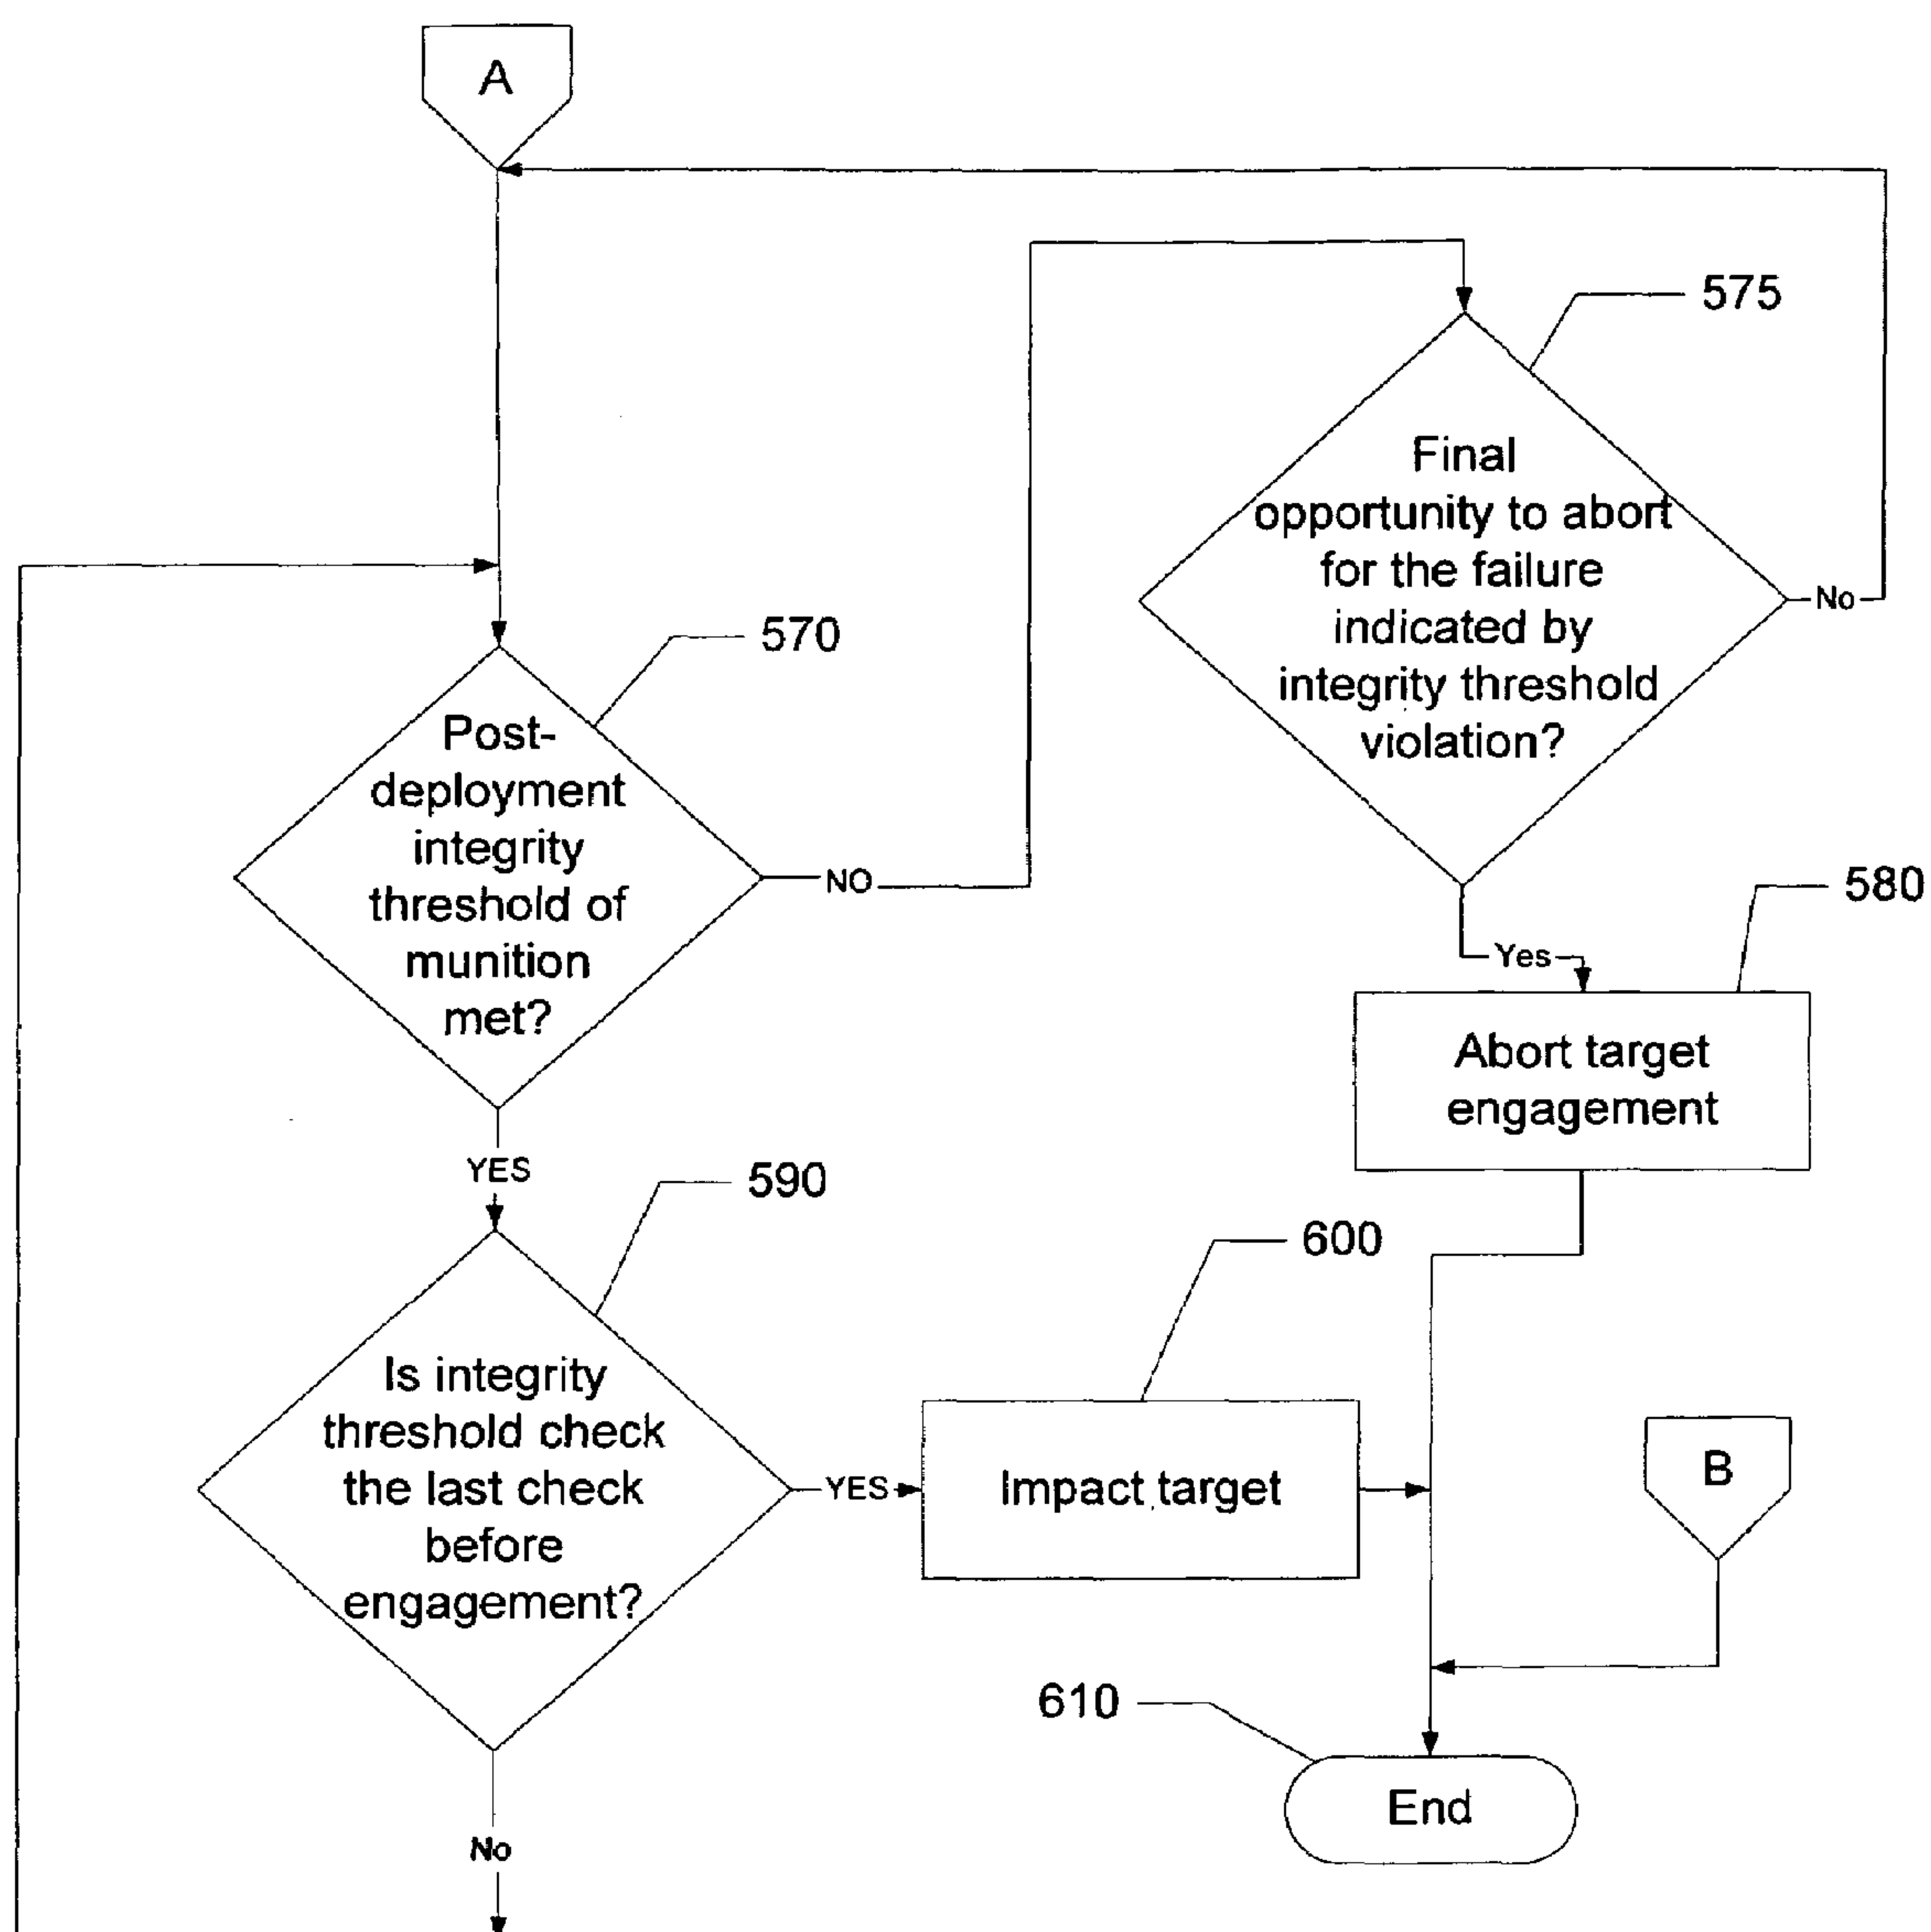 A
575
Final
opportunity to abort
for the failure
indicated by
integrity threshold
violation?
No
570
Post-
deployment
integrity
threshold of
munition
met?
NO
Yes
580
Abort target
engagement
YES
590
Is integrity
threshold check
the last check
before
engagement?
YES
600
Impact target
B
610
End
No